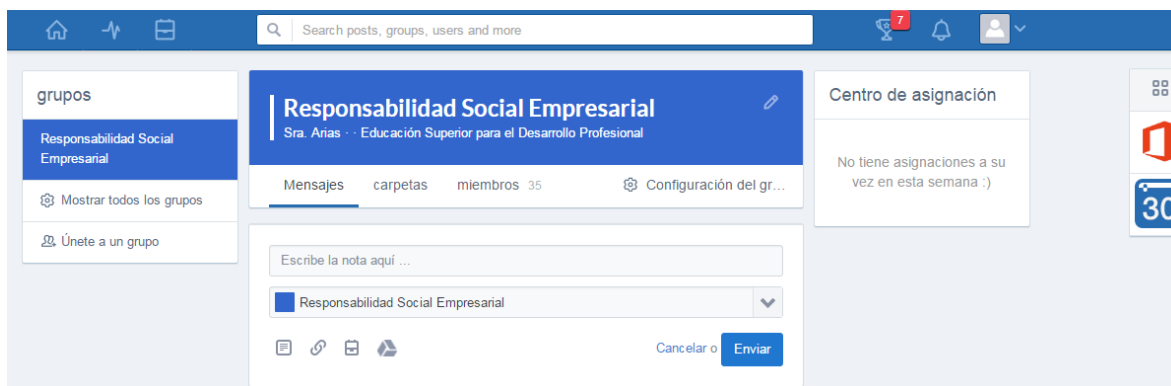 Search posts, groups, users and more
7
grupos
Responsabilidad Social
Empresarial
Mostrar todos los grupos
Únete a un grupo
Responsabilidad Social Empresarial
Sra. Arias · · Educación Superior para el Desarrollo Profesional
Mensajes carpetas miembros 35 Configuración del gr...
Escribe la nota aquí ...
Responsabilidad Social Empresarial
Cancelar o Enviar
Centro de asignación
No tiene asignaciones a su
vez en esta semana :)
30